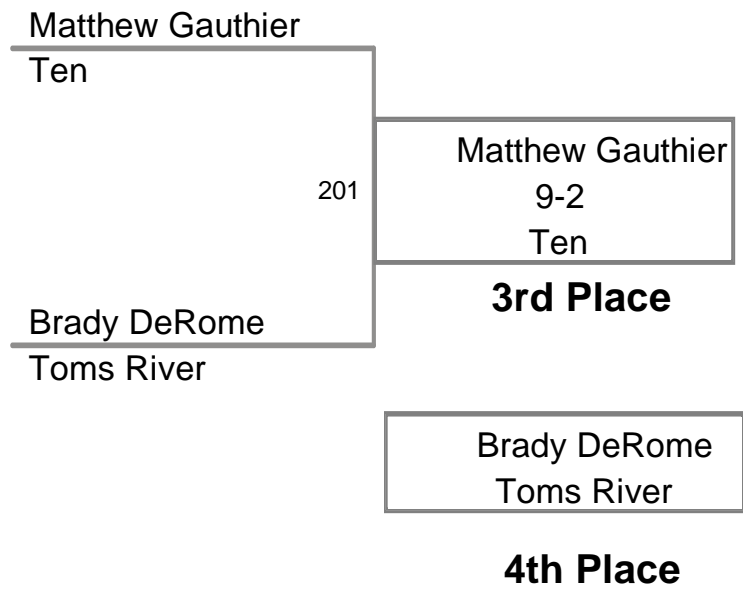 Matthew Gauthier
Ten
201
Brady DeRome
Toms River
Matthew Gauthier
9-2
Ten
3rd Place
Brady DeRome
Toms River
4th Place